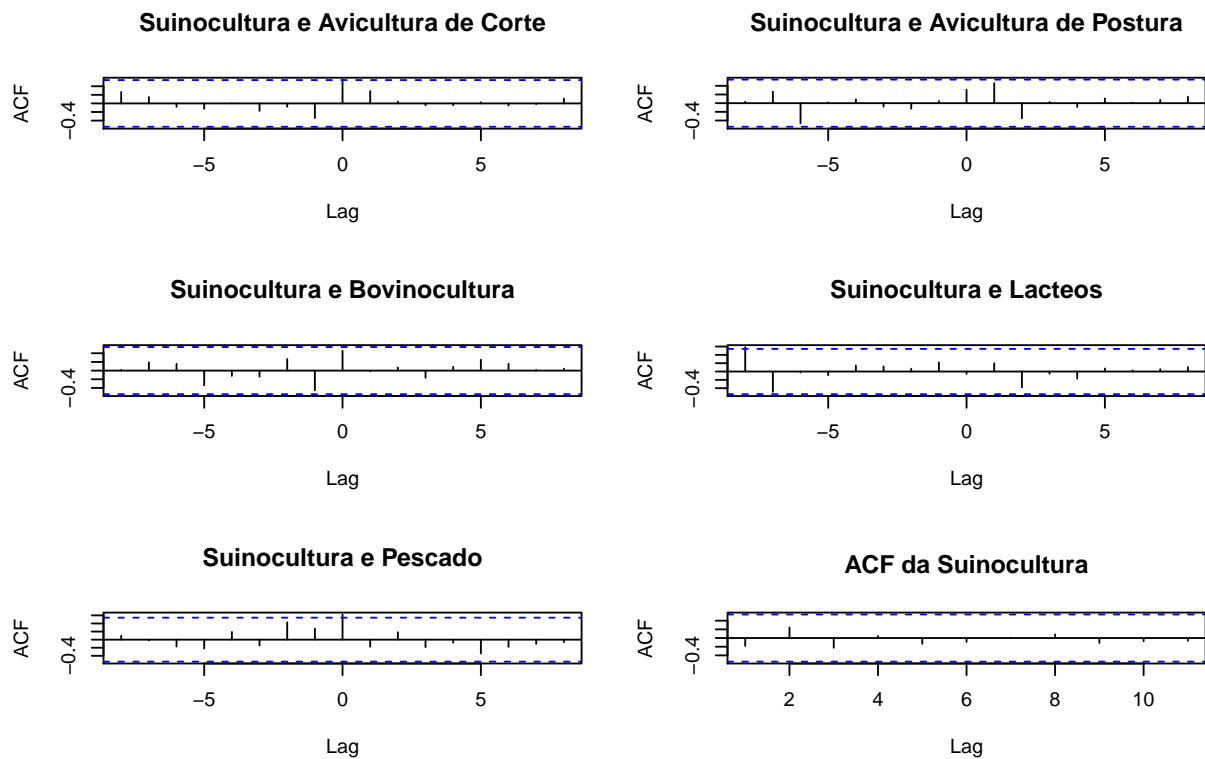 Suinocultura e Avicultura de Corte
ACF
−0.4
−5 0 5
Lag
Suinocultura e Avicultura de Postura
ACF
−0.4
−5 0 5
Lag
Suinocultura e Bovinocultura
ACF
−0.4
−5 0 5
Lag
Suinocultura e Lacteos
ACF
−0.4
−5 0 5
Lag
Suinocultura e Pescado
ACF
−0.4
−5 0 5
Lag
ACF da Suinocultura
ACF
−0.4
2 4 6 8 10
Lag